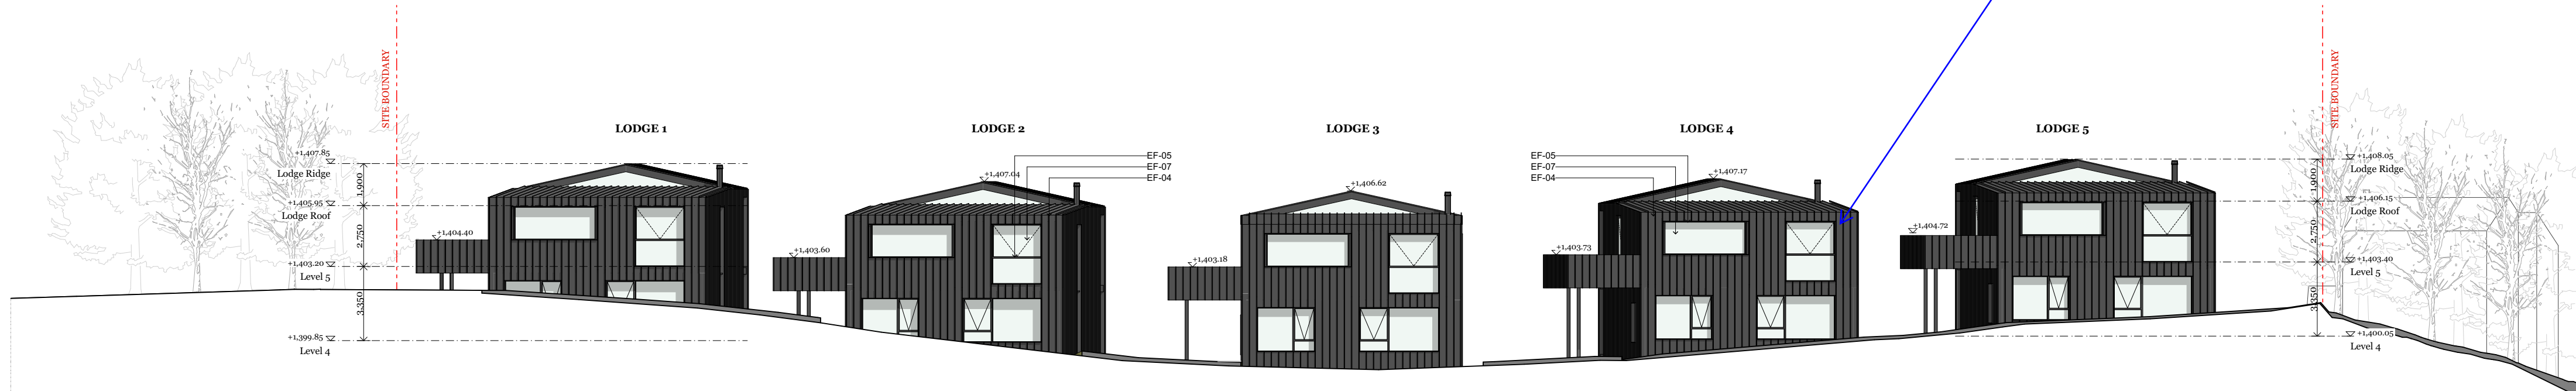 SITE BOUNDARY
SITE BOUNDARY
LODGE 1
LODGE 2
LODGE 3
LODGE 4
LODGE 5
+1,407.85
Lodge Ridge
1,900
+1,405.95
Lodge Roof
2,750
+1,403.20
Level 5
3,350
+1,399.85
Level 4
+1,404.40
+1,407.04
EF-05
EF-07
EF-04
+1,403.60
+1,406.62
+1,403.18
EF-05
EF-07
EF-04
+1,407.17
+1,403.73
+1,404.72
+1,408.05
Lodge Ridge
1,900
+1,406.15
Lodge Roof
2,750
+1,403.40
Level 5
3,350
+1,400.05
Level 4